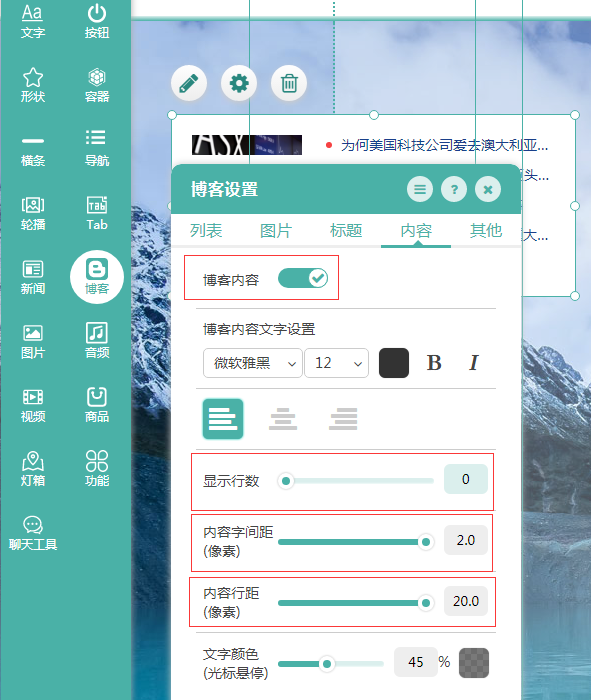 Aa
文字
按钮
形状
容器
横条
导航
轮播
Tab
Tab
新闻
博客
图片
音频
视频
商品
灯箱
功能
聊天工具
ASX
为何美国科技公司爱去澳大利亚...
头...
大...
博客设置
?
列表 图片 标题 内容 其他
博客内容
博客内容文字设置
微软雅黑 12 B I
显示行数 0
内容字间距
(像素)
2.0
内容行距
(像素)
20.0
文字颜色
(光标悬停)
45 %